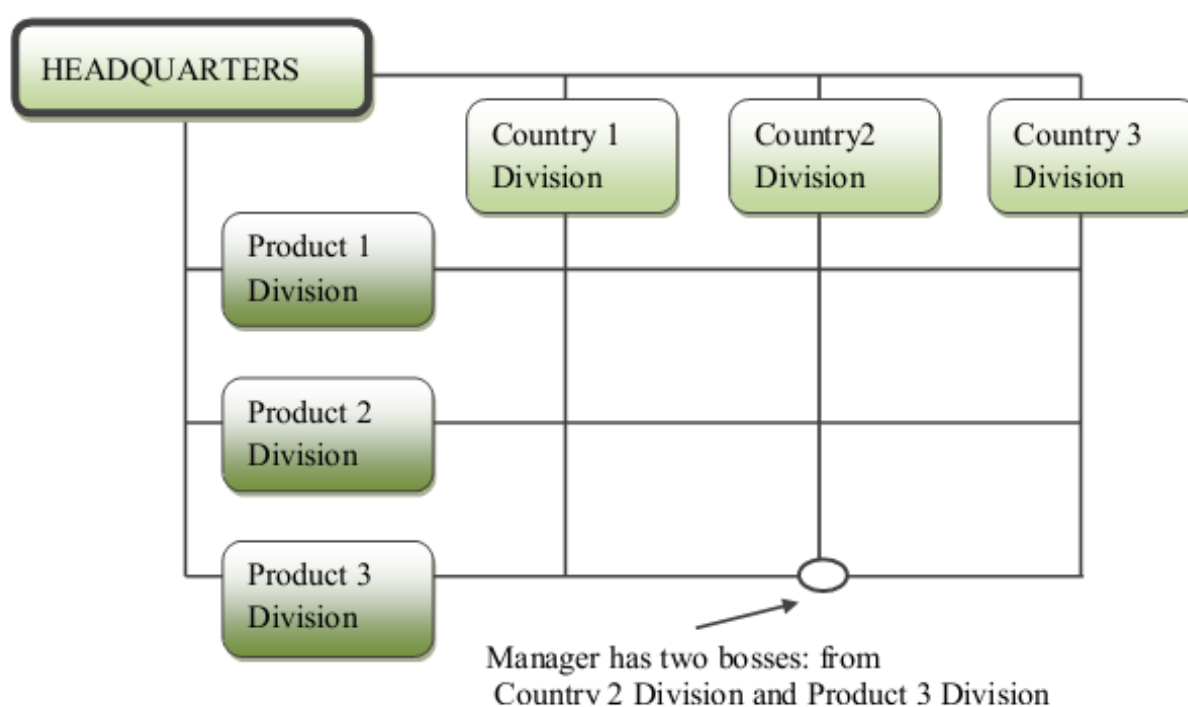 HEADQUARTERS
Country 1
Division
Country2
Division
Country 3
Division
Product 1
Division
Product 2
Division
Product 3
Division
Manager has two bosses: from
Country 2 Division and Product 3 Division